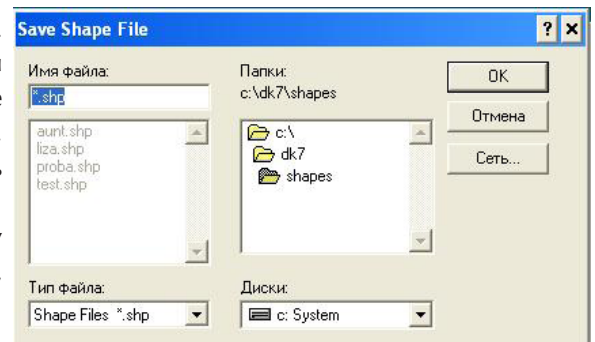 Save Shape File
Имя файла:
*.shp
aunt.shp
liza.shp
proba.shp
test.shp
Тип файла:
Shape Files *.shp
Папки:
c:\dk7\shapes
c:\
dk7
shapes
Диски:
c: System
OK
Отмена
Сеть...